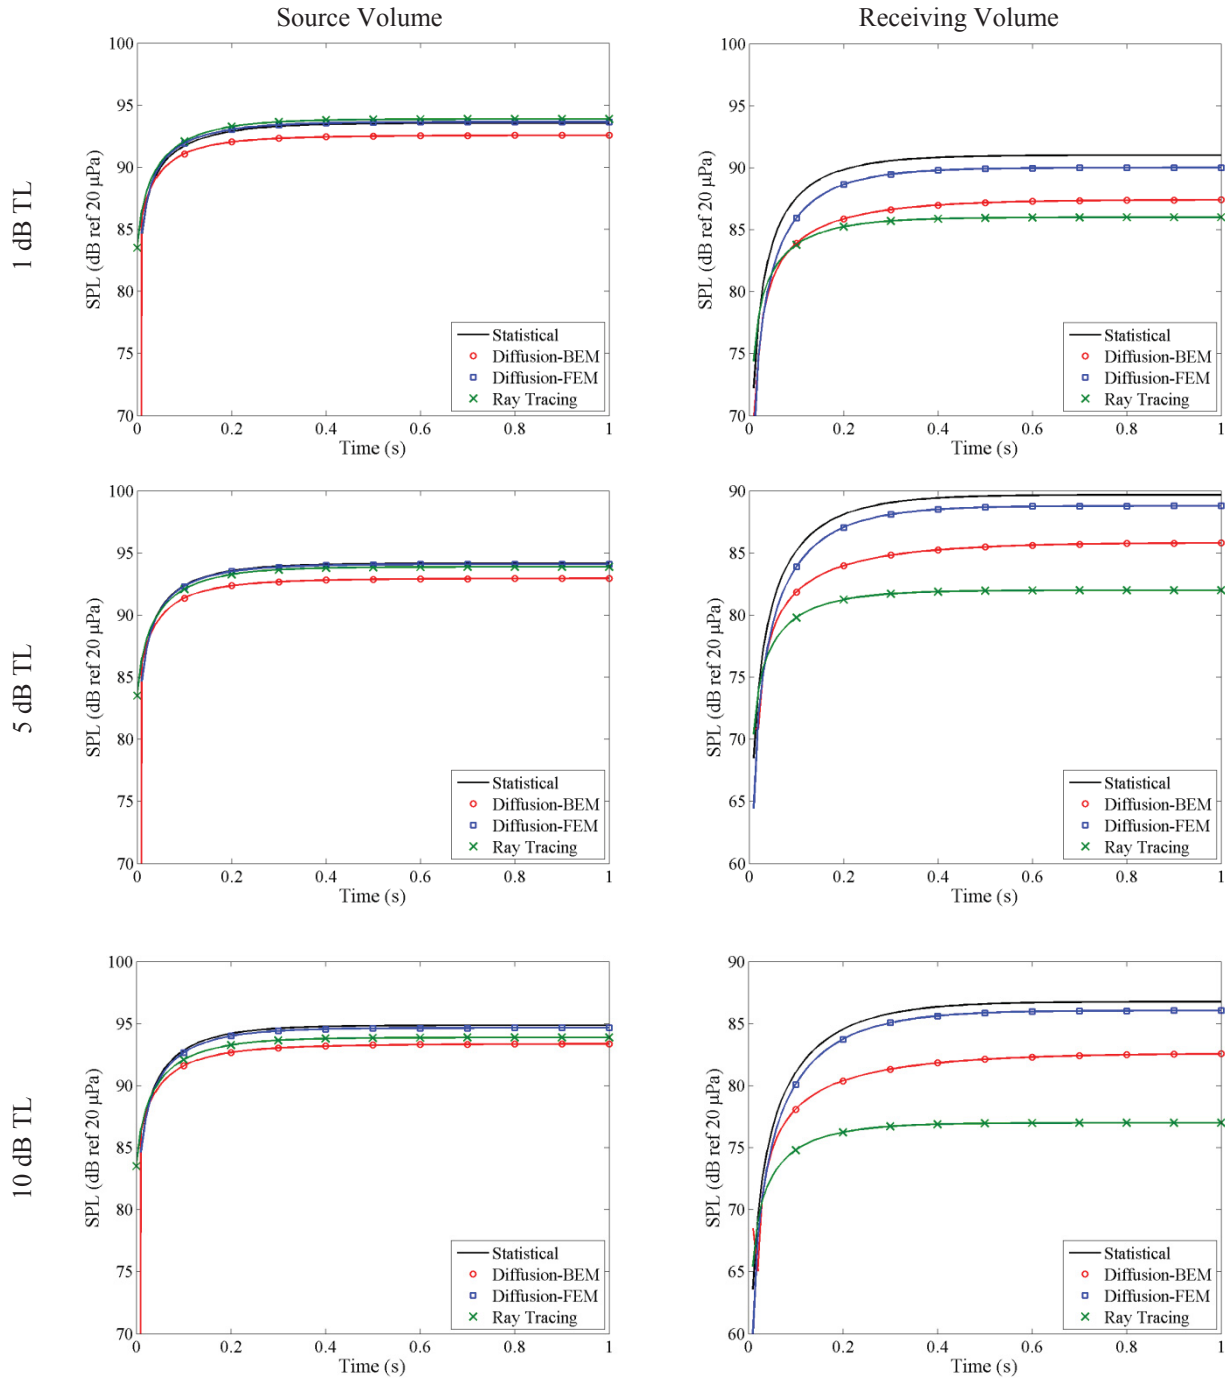 Source Volume
Receiving Volume
1 dB TL
SPL (dB ref 20 μPa)
100
95
90
85
80
75
70
0
0.2
0.4
0.6
0.8
1
Time (s)
Statistical
Diffusion-BEM
Diffusion-FEM
Ray Tracing
SPL (dB ref 20 μPa)
100
95
90
85
80
75
70
0
0.2
0.4
0.6
0.8
1
Time (s)
Statistical
Diffusion-BEM
Diffusion-FEM
Ray Tracing
5 dB TL
SPL (dB ref 20 μPa)
100
95
90
85
80
75
70
0
0.2
0.4
0.6
0.8
1
Time (s)
Statistical
Diffusion-BEM
Diffusion-FEM
Ray Tracing
SPL (dB ref 20 μPa)
90
85
80
75
70
65
60
0
0.2
0.4
0.6
0.8
1
Time (s)
Statistical
Diffusion-BEM
Diffusion-FEM
Ray Tracing
10 dB TL
SPL (dB ref 20 μPa)
100
95
90
85
80
75
70
0
0.2
0.4
0.6
0.8
1
Time (s)
Statistical
Diffusion-BEM
Diffusion-FEM
Ray Tracing
SPL (dB ref 20 μPa)
90
85
80
75
70
65
60
0
0.2
0.4
0.6
0.8
1
Time (s)
Statistical
Diffusion-BEM
Diffusion-FEM
Ray Tracing